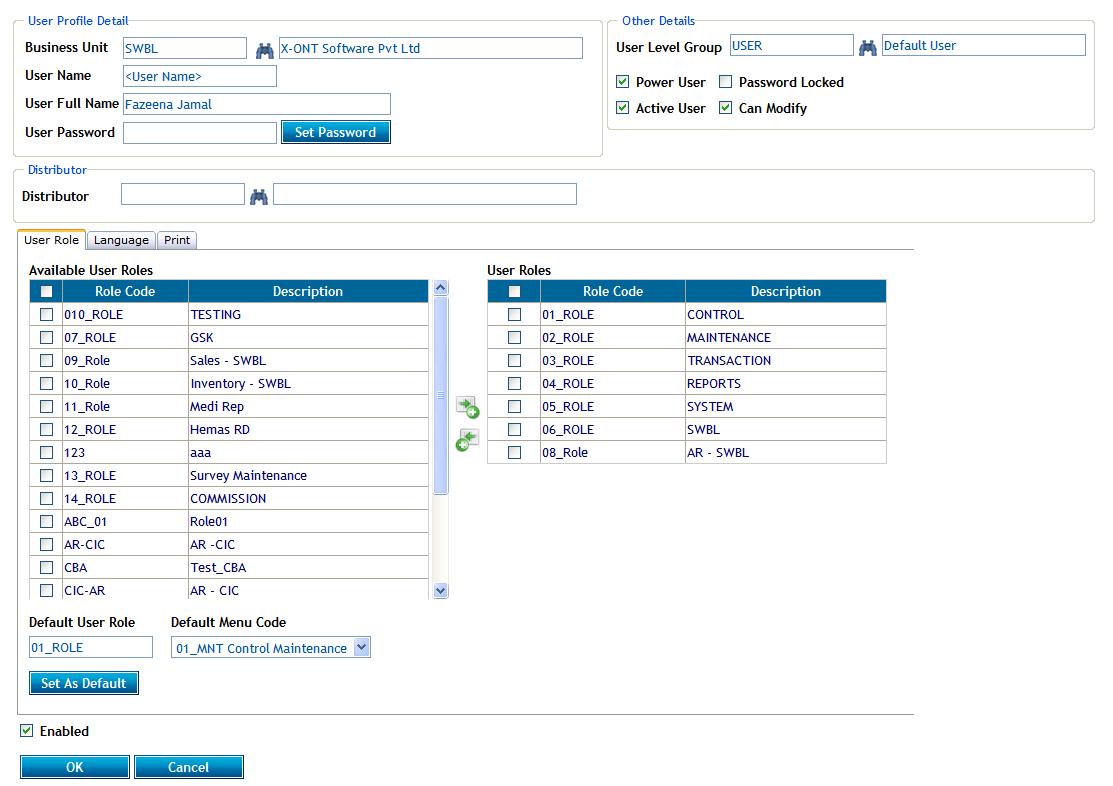 User Profile Detail
Business Unit SWBL X-ONT Software Pvt Ltd
User Name <User Name>
User Full Name Fazeena Jamal
User Password Set Password
Other Details
User Level Group USER Default User
Power User Password Locked
Active User Can Modify
Distributor
Distributor
User Role Language Print
Available User Roles
Role Code Description
010_ROLE TESTING
07_ROLE GSK
09_Role Sales - SWBL
10_Role Inventory - SWBL
11_Role Medi Rep
12_ROLE Hemas RD
123 aaa
13_ROLE Survey Maintenance
14_ROLE COMMISSION
ABC_01 Role01
AR-CIC AR -CIC
CBA Test_CBA
CIC-AR AR - CIC
User Roles
Role Code Description
01_ROLE CONTROL
02_ROLE MAINTENANCE
03_ROLE TRANSACTION
04_ROLE REPORTS
05_ROLE SYSTEM
06_ROLE SWBL
08_Role AR - SWBL
Default User Role Default Menu Code
01_ROLE 01_MNT Control Maintenance
Set As Default
Enabled
OK Cancel